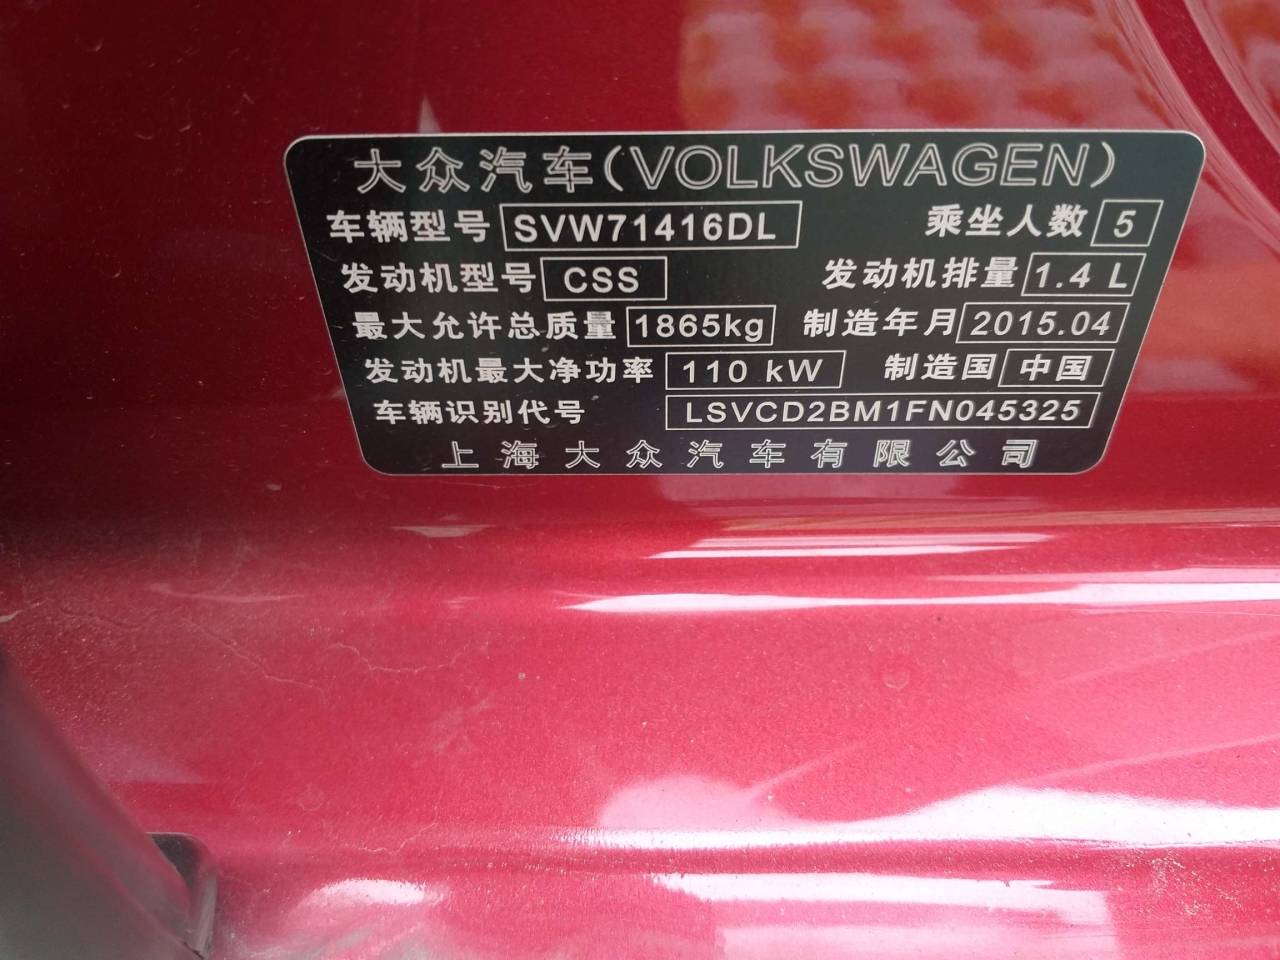 大众汽车(VOLKSWAGEN)
车辆型号 SVW71416DL 乘坐人数 5
发动机型号 CSS 发动机排量 1.4 L
最大允许总质量 1865kg 制造年月 2015.04
发动机最大净功率 110 kW 制造国 中国
车辆识别代号 LSVCD2BM1FN045325
上海大众汽车有限公司